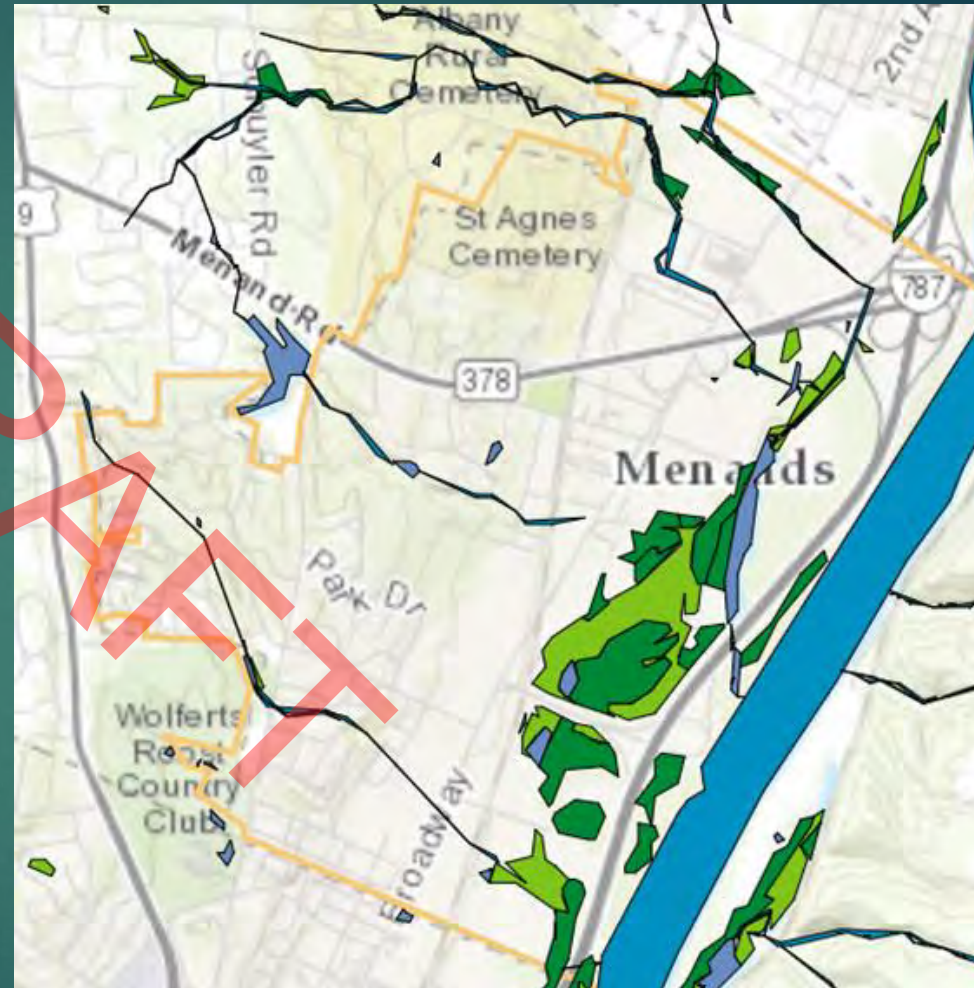 Albany
Rural
Cemetery
2nd A
Schuyler Rd
9
St Agnes
Cemetery
Menand Rd
787
378
Menands
Park Dr
Wolferts
Roost
Country
Club
Broadway
DRAFT